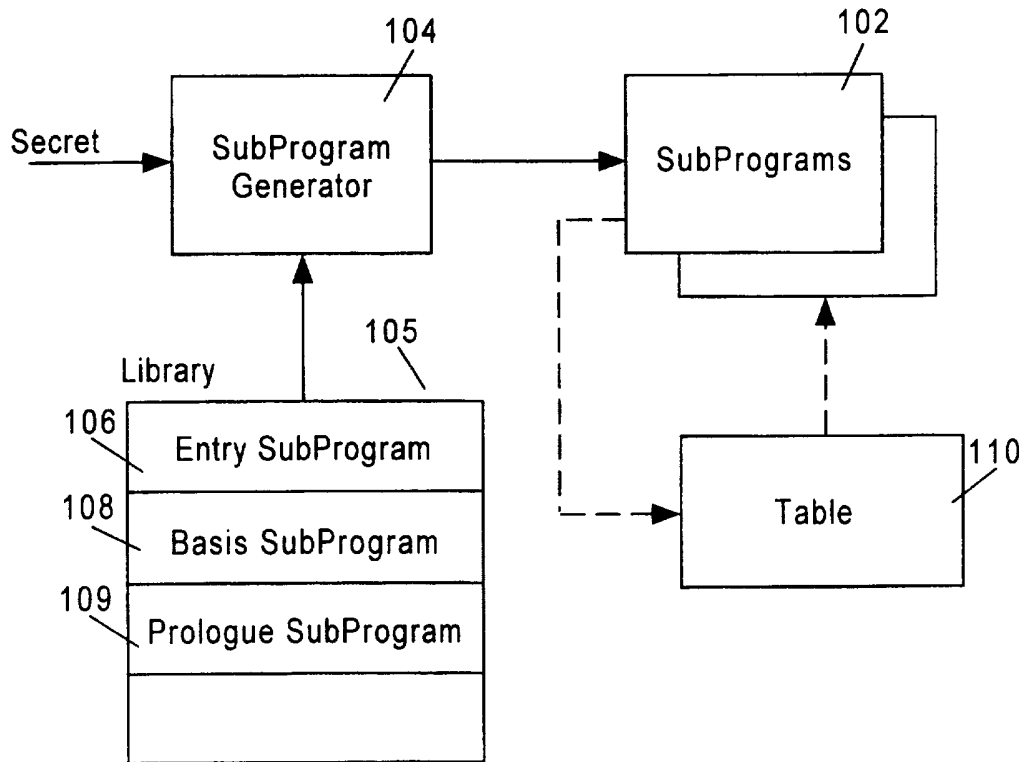 104
102
Secret
SubProgram
Generator
SubPrograms
105
Library
106
Entry SubProgram
110
108
Basis SubProgram
Table
109
Prologue SubProgram